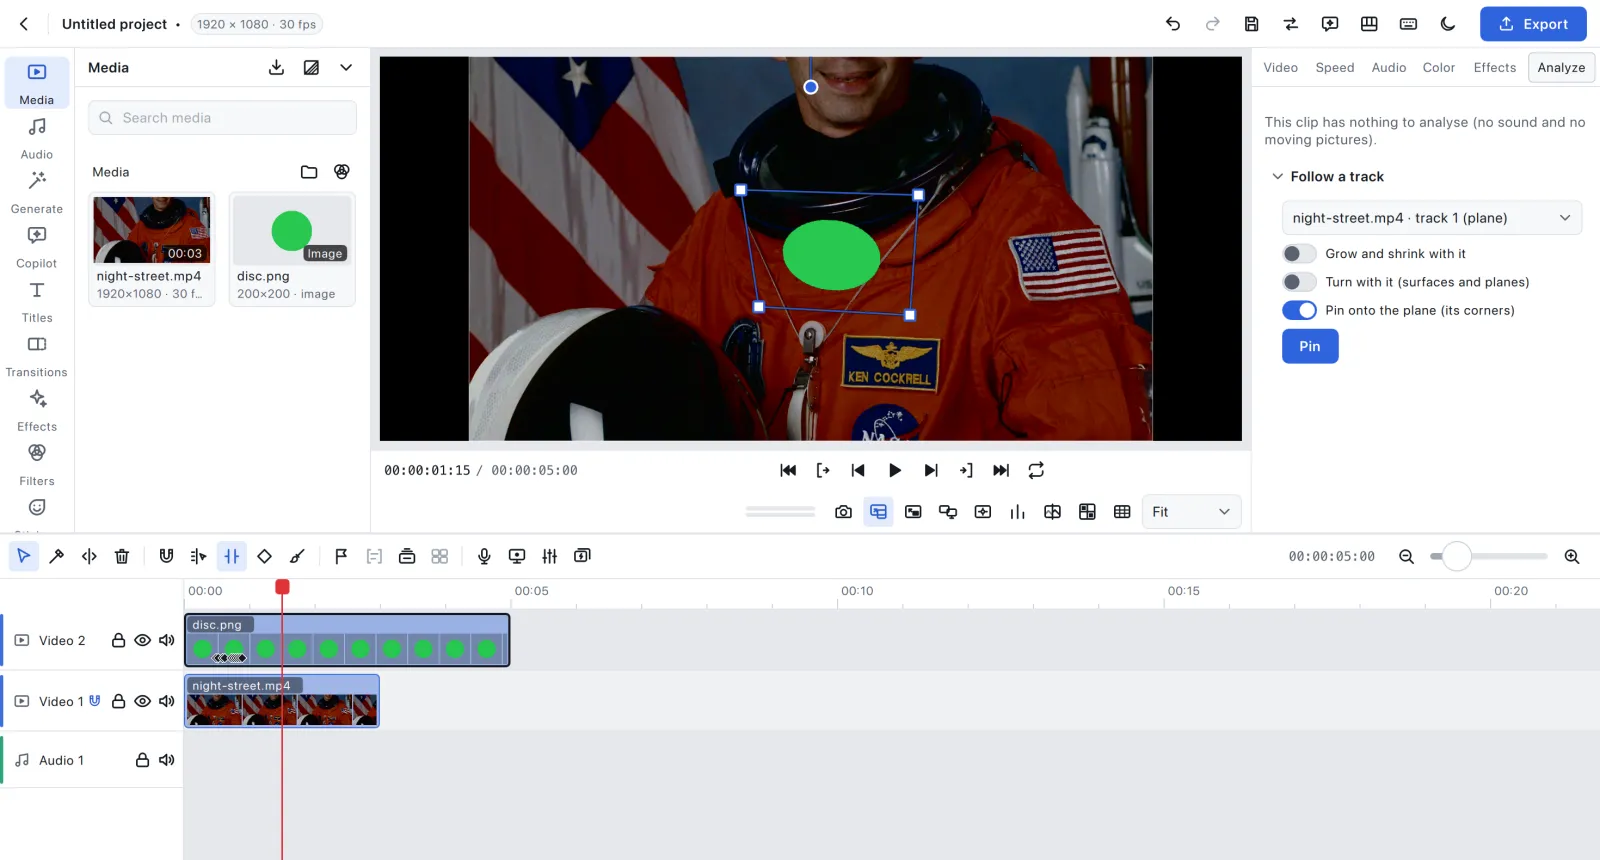 Untitled project •
1920 × 1080 · 30 fps
Export
Media
Audio
Generate
Copilot
Titles
Transitions
Effects
Filters
Media
Search media
Media
00:03
night-street.mp4
1920×1080 · 30 f...
Image
disc.png
200×200 · image
KEN COCKRELL
NASA
00:00:01:15 / 00:00:05:00
Fit
Video
Speed
Audio
Color
Effects
Analyze
This clip has nothing to analyse (no sound and no
moving pictures).
Follow a track
night-street.mp4 · track 1 (plane)
Grow and shrink with it
Turn with it (surfaces and planes)
Pin onto the plane (its corners)
Pin
00:00:05:00
00:00
00:05
00:10
00:15
00:20
Video 2
disc.png
Video 1
night-street.mp4
Audio 1